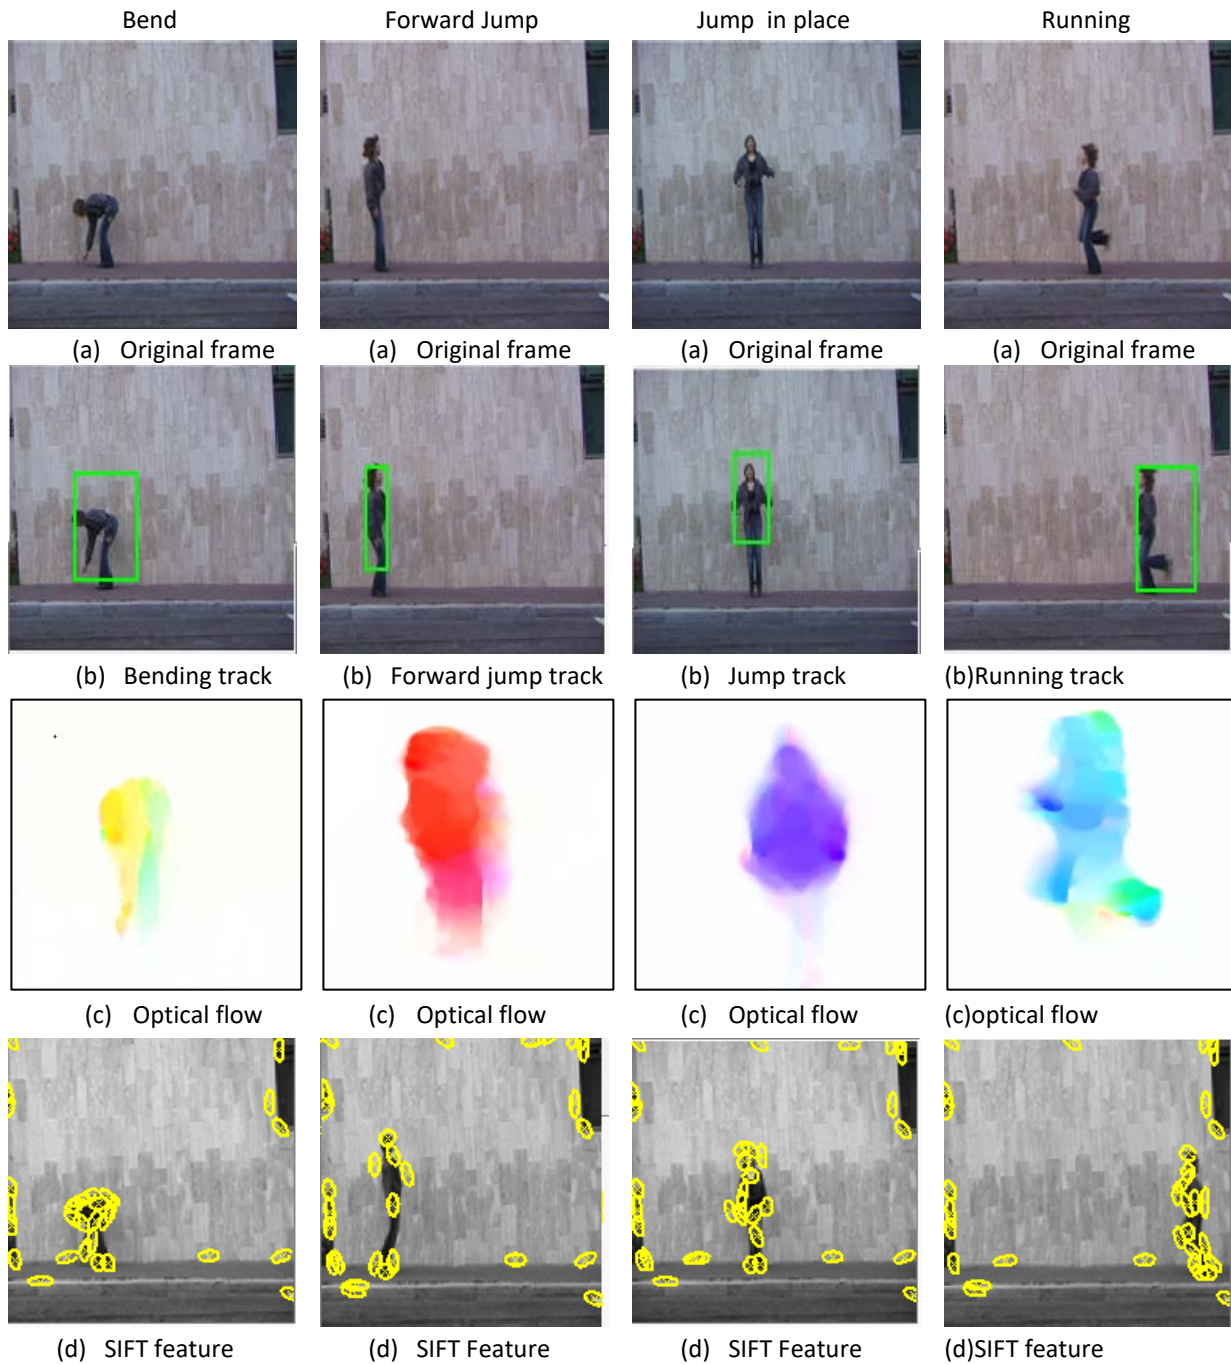 Bend Forward Jump Jump in place Running
(a) Original frame (a) Original frame (a) Original frame (a) Original frame
(b) Bending track (b) Forward jump track (b) Jump track (b)Running track
(c) Optical flow (c) Optical flow (c) Optical flow (c)optical flow
(d) SIFT feature (d) SIFT Feature (d) SIFT Feature (d)SIFT feature